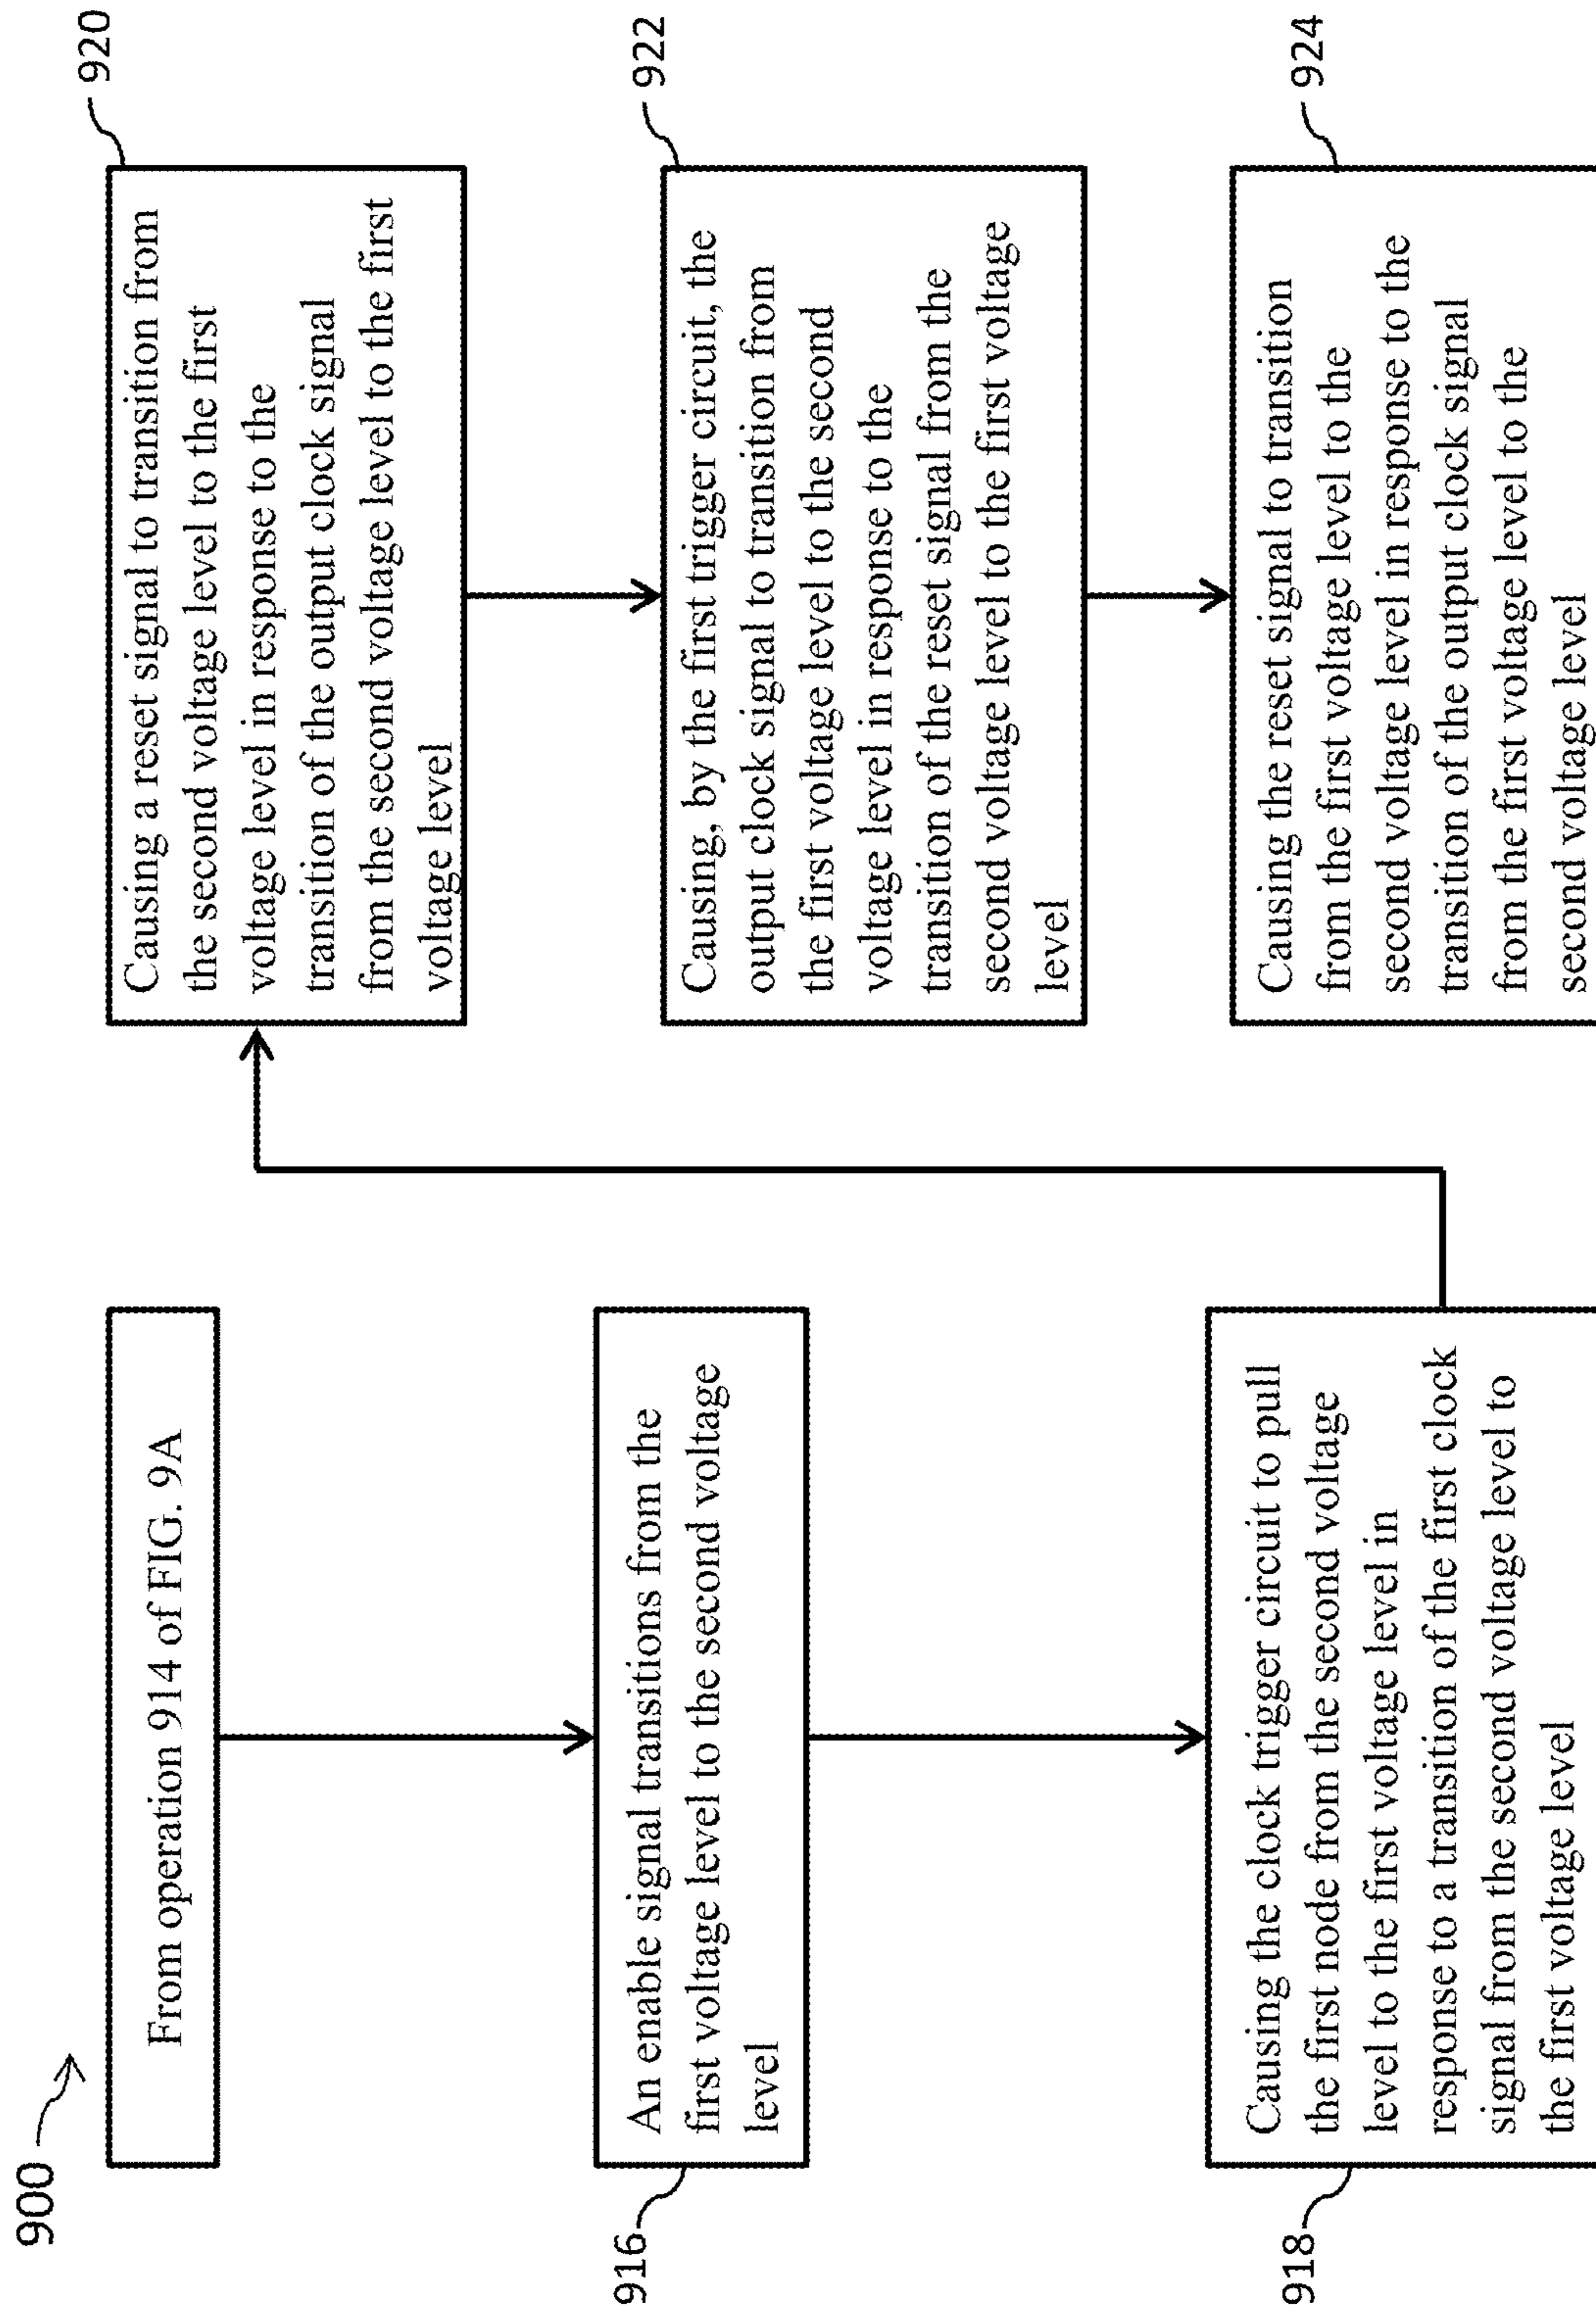 900
From operation 914 of FIG. 9A
916
An enable signal transitions from the
first voltage level to the second voltage
level
918
Causing the clock trigger circuit to pull
the first node from the second voltage
level to the first voltage level in
response to a transition of the first clock
signal from the second voltage level to
the first voltage level
920
Causing a reset signal to transition from
the second voltage level to the first
voltage level in response to the
transition of the output clock signal
from the second voltage level to the first
voltage level
922
Causing, by the first trigger circuit, the
output clock signal to transition from
the first voltage level to the second
voltage level in response to the
transition of the reset signal from the
second voltage level to the first voltage
level
924
Causing the reset signal to transition
from the first voltage level to the
second voltage level in response to the
transition of the output clock signal
from the first voltage level to the
second voltage level